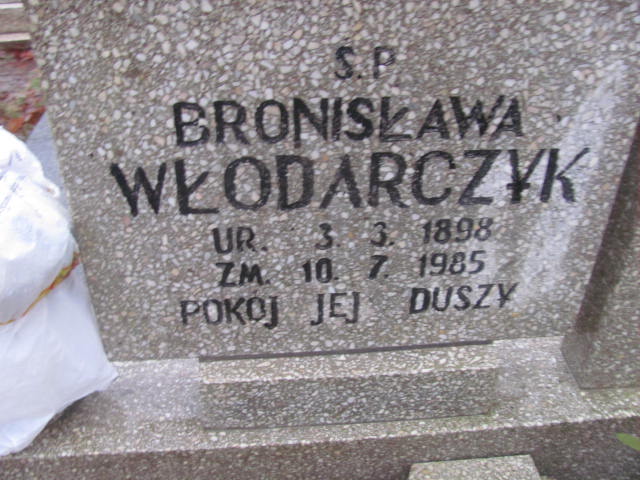 Ś.P
BRONISŁAWA
WŁODARCZYK
UR. 3. 3. 1898
ZM. 10. 7. 1985
POKOJ JEJ DUSZY